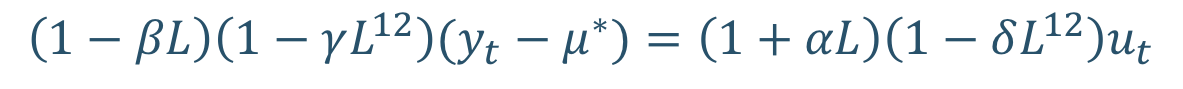 (1 − βL)(1 − γL¹²)(yₜ − μ*) = (1 + αL)(1 − δL¹²)uₜ